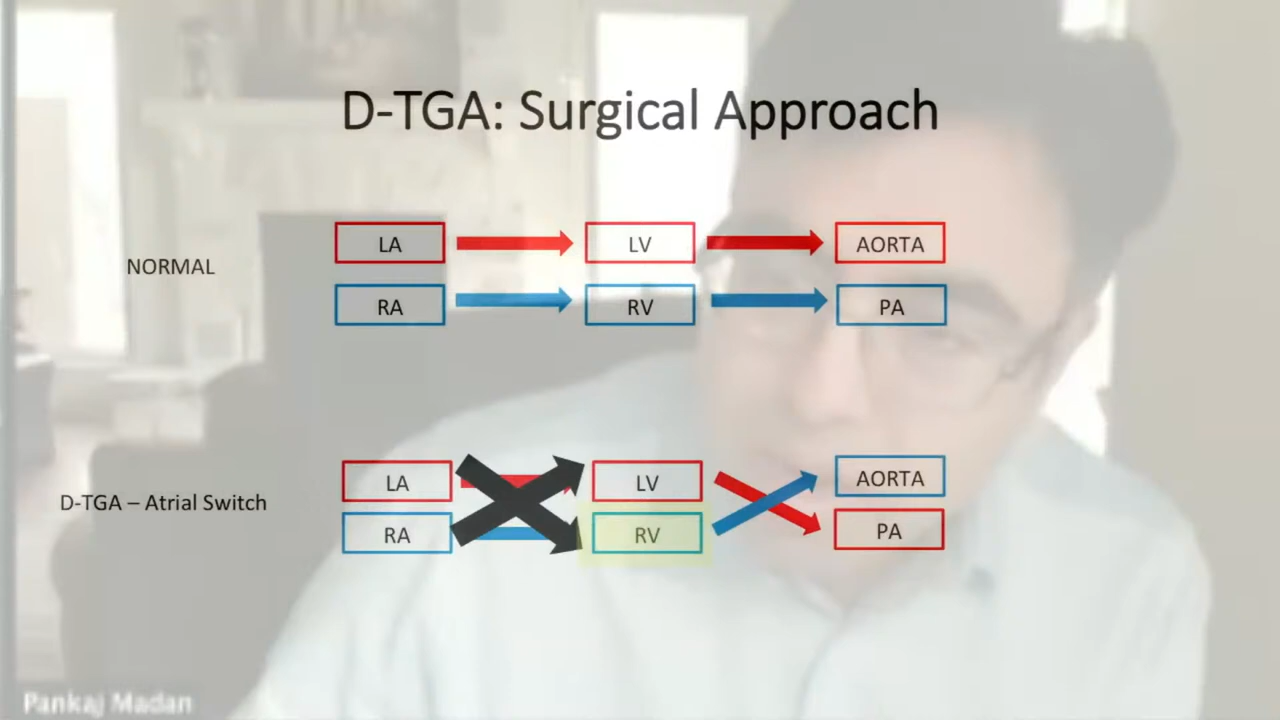 D-TGA: Surgical Approach
NORMAL
LA
LV
AORTA
RA
RV
PA
D-TGA – Atrial Switch
LA
LV
AORTA
RA
RV
PA
Pankaj Madan